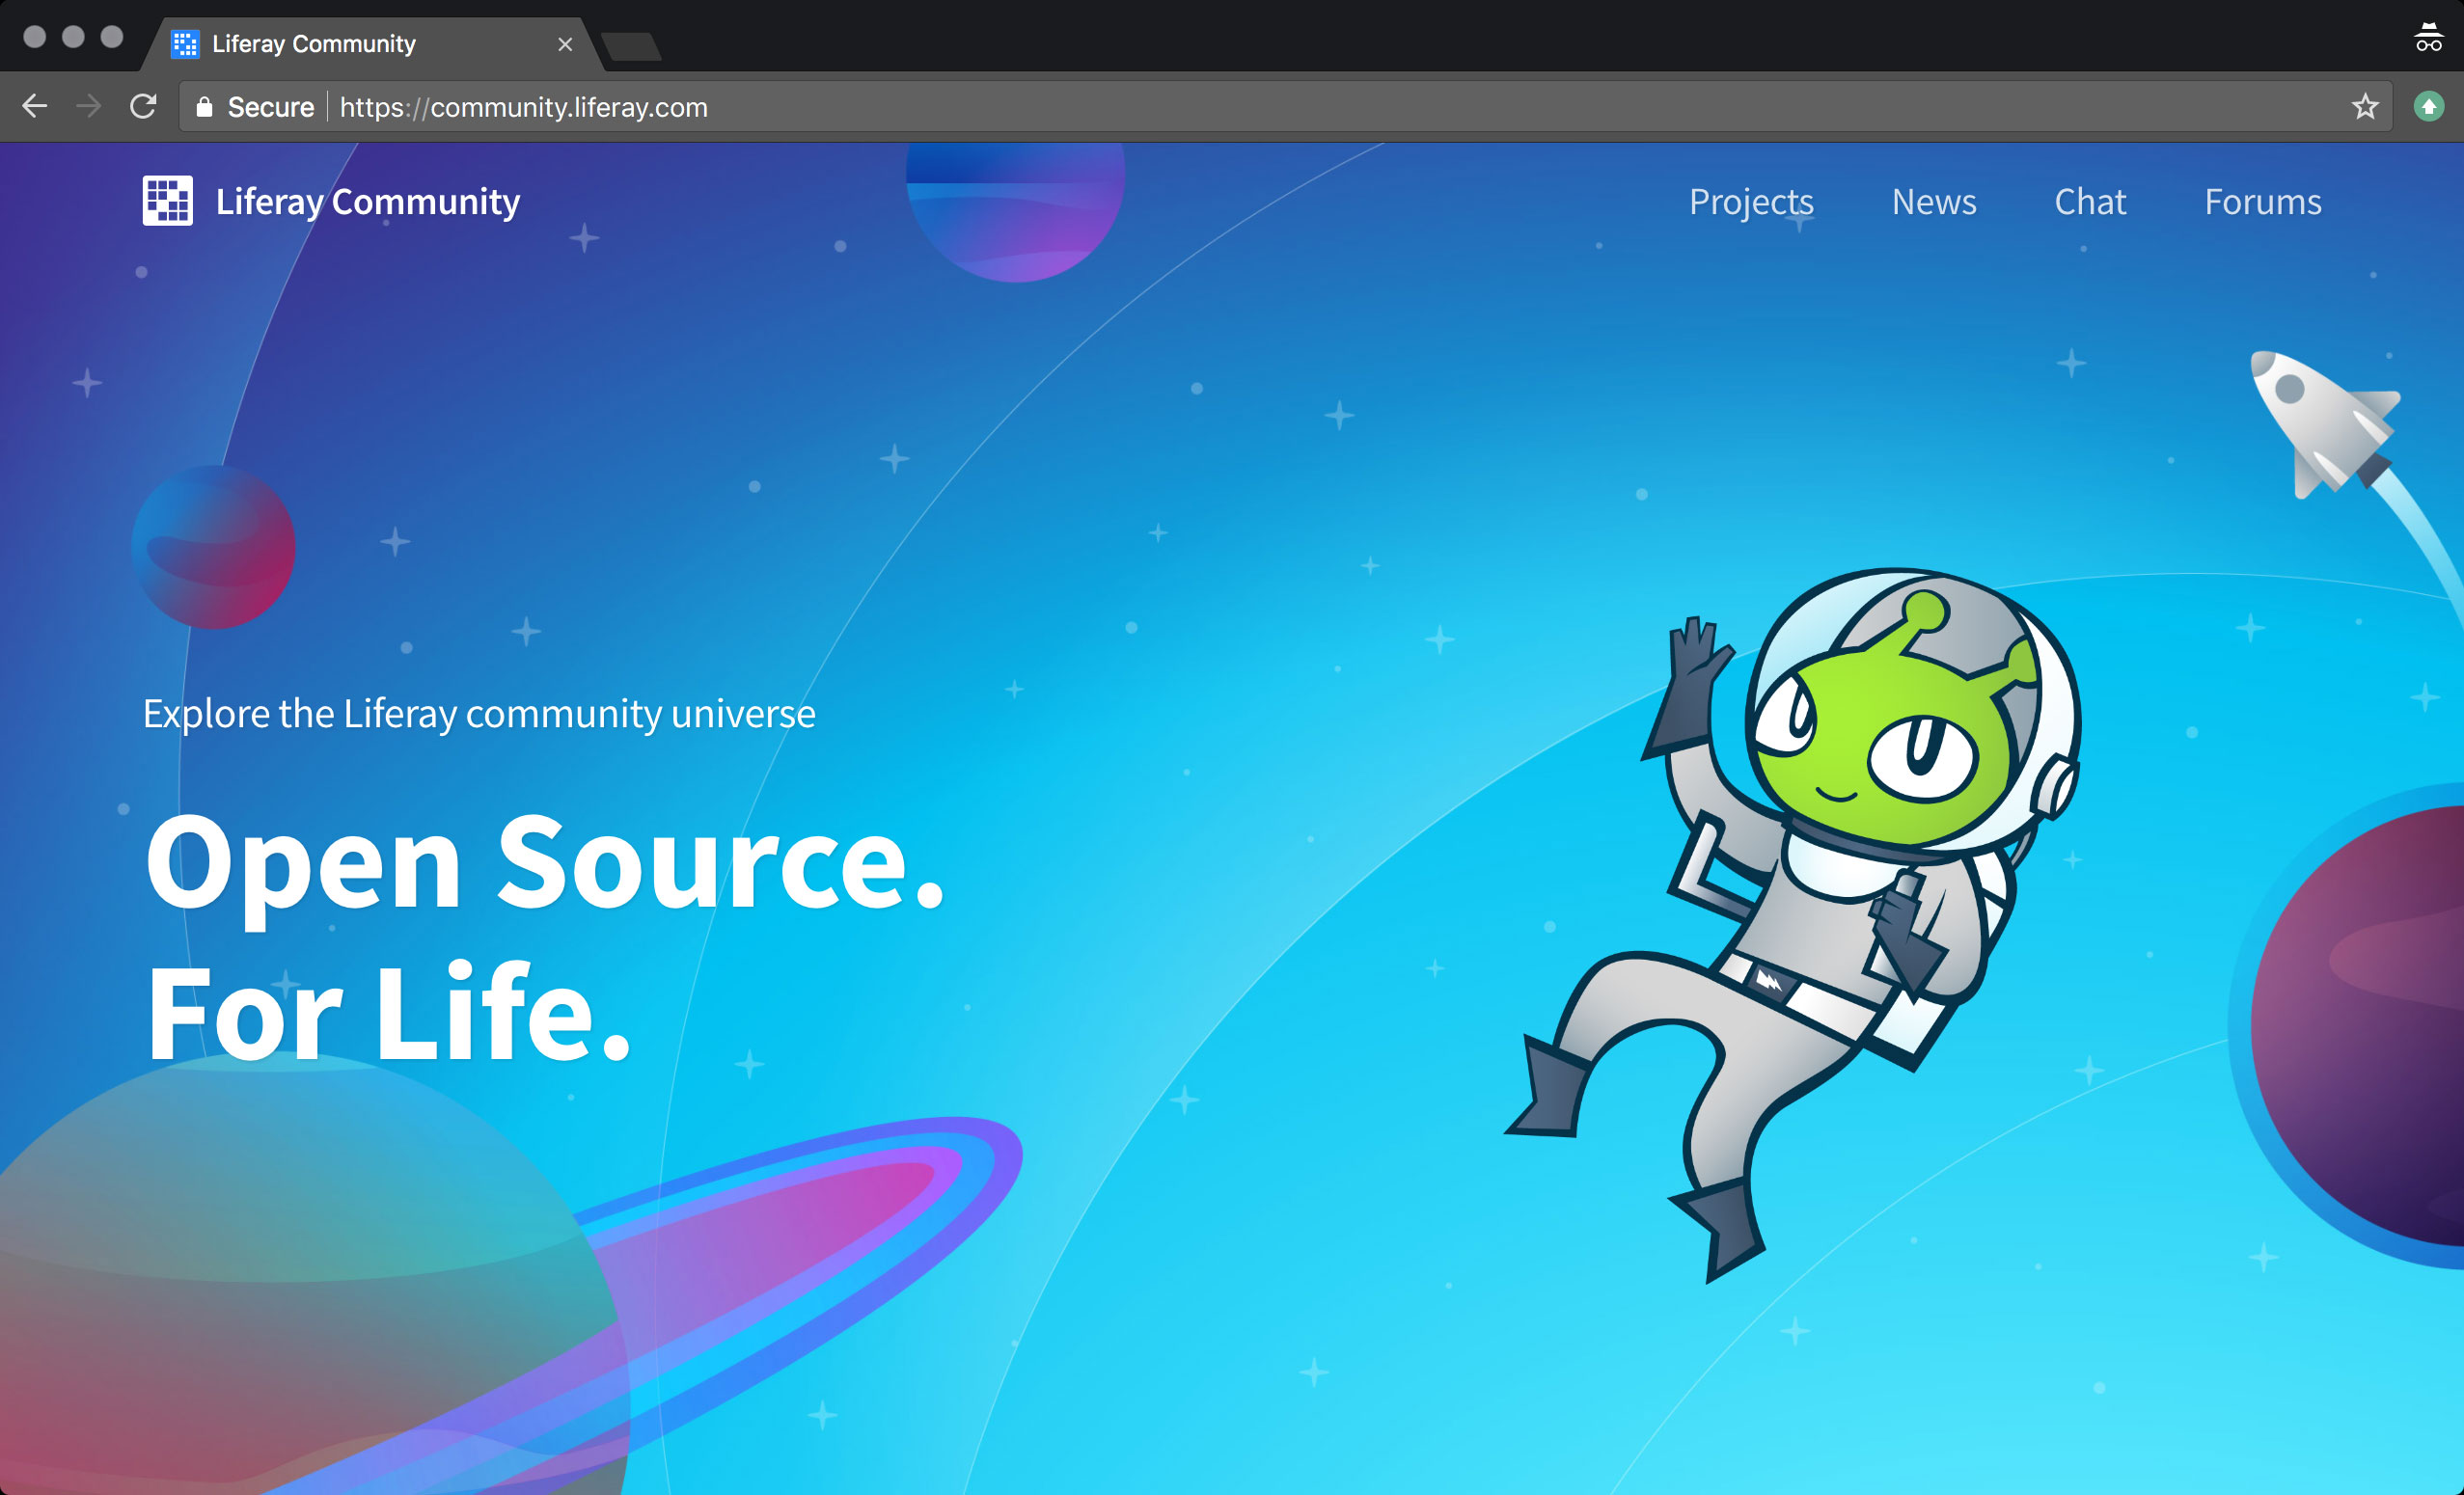 Liferay Community
Secure
https://community.liferay.com
Liferay Community
Projects
News
Chat
Forums
Explore the Liferay community universe
Open Source.
For Life.